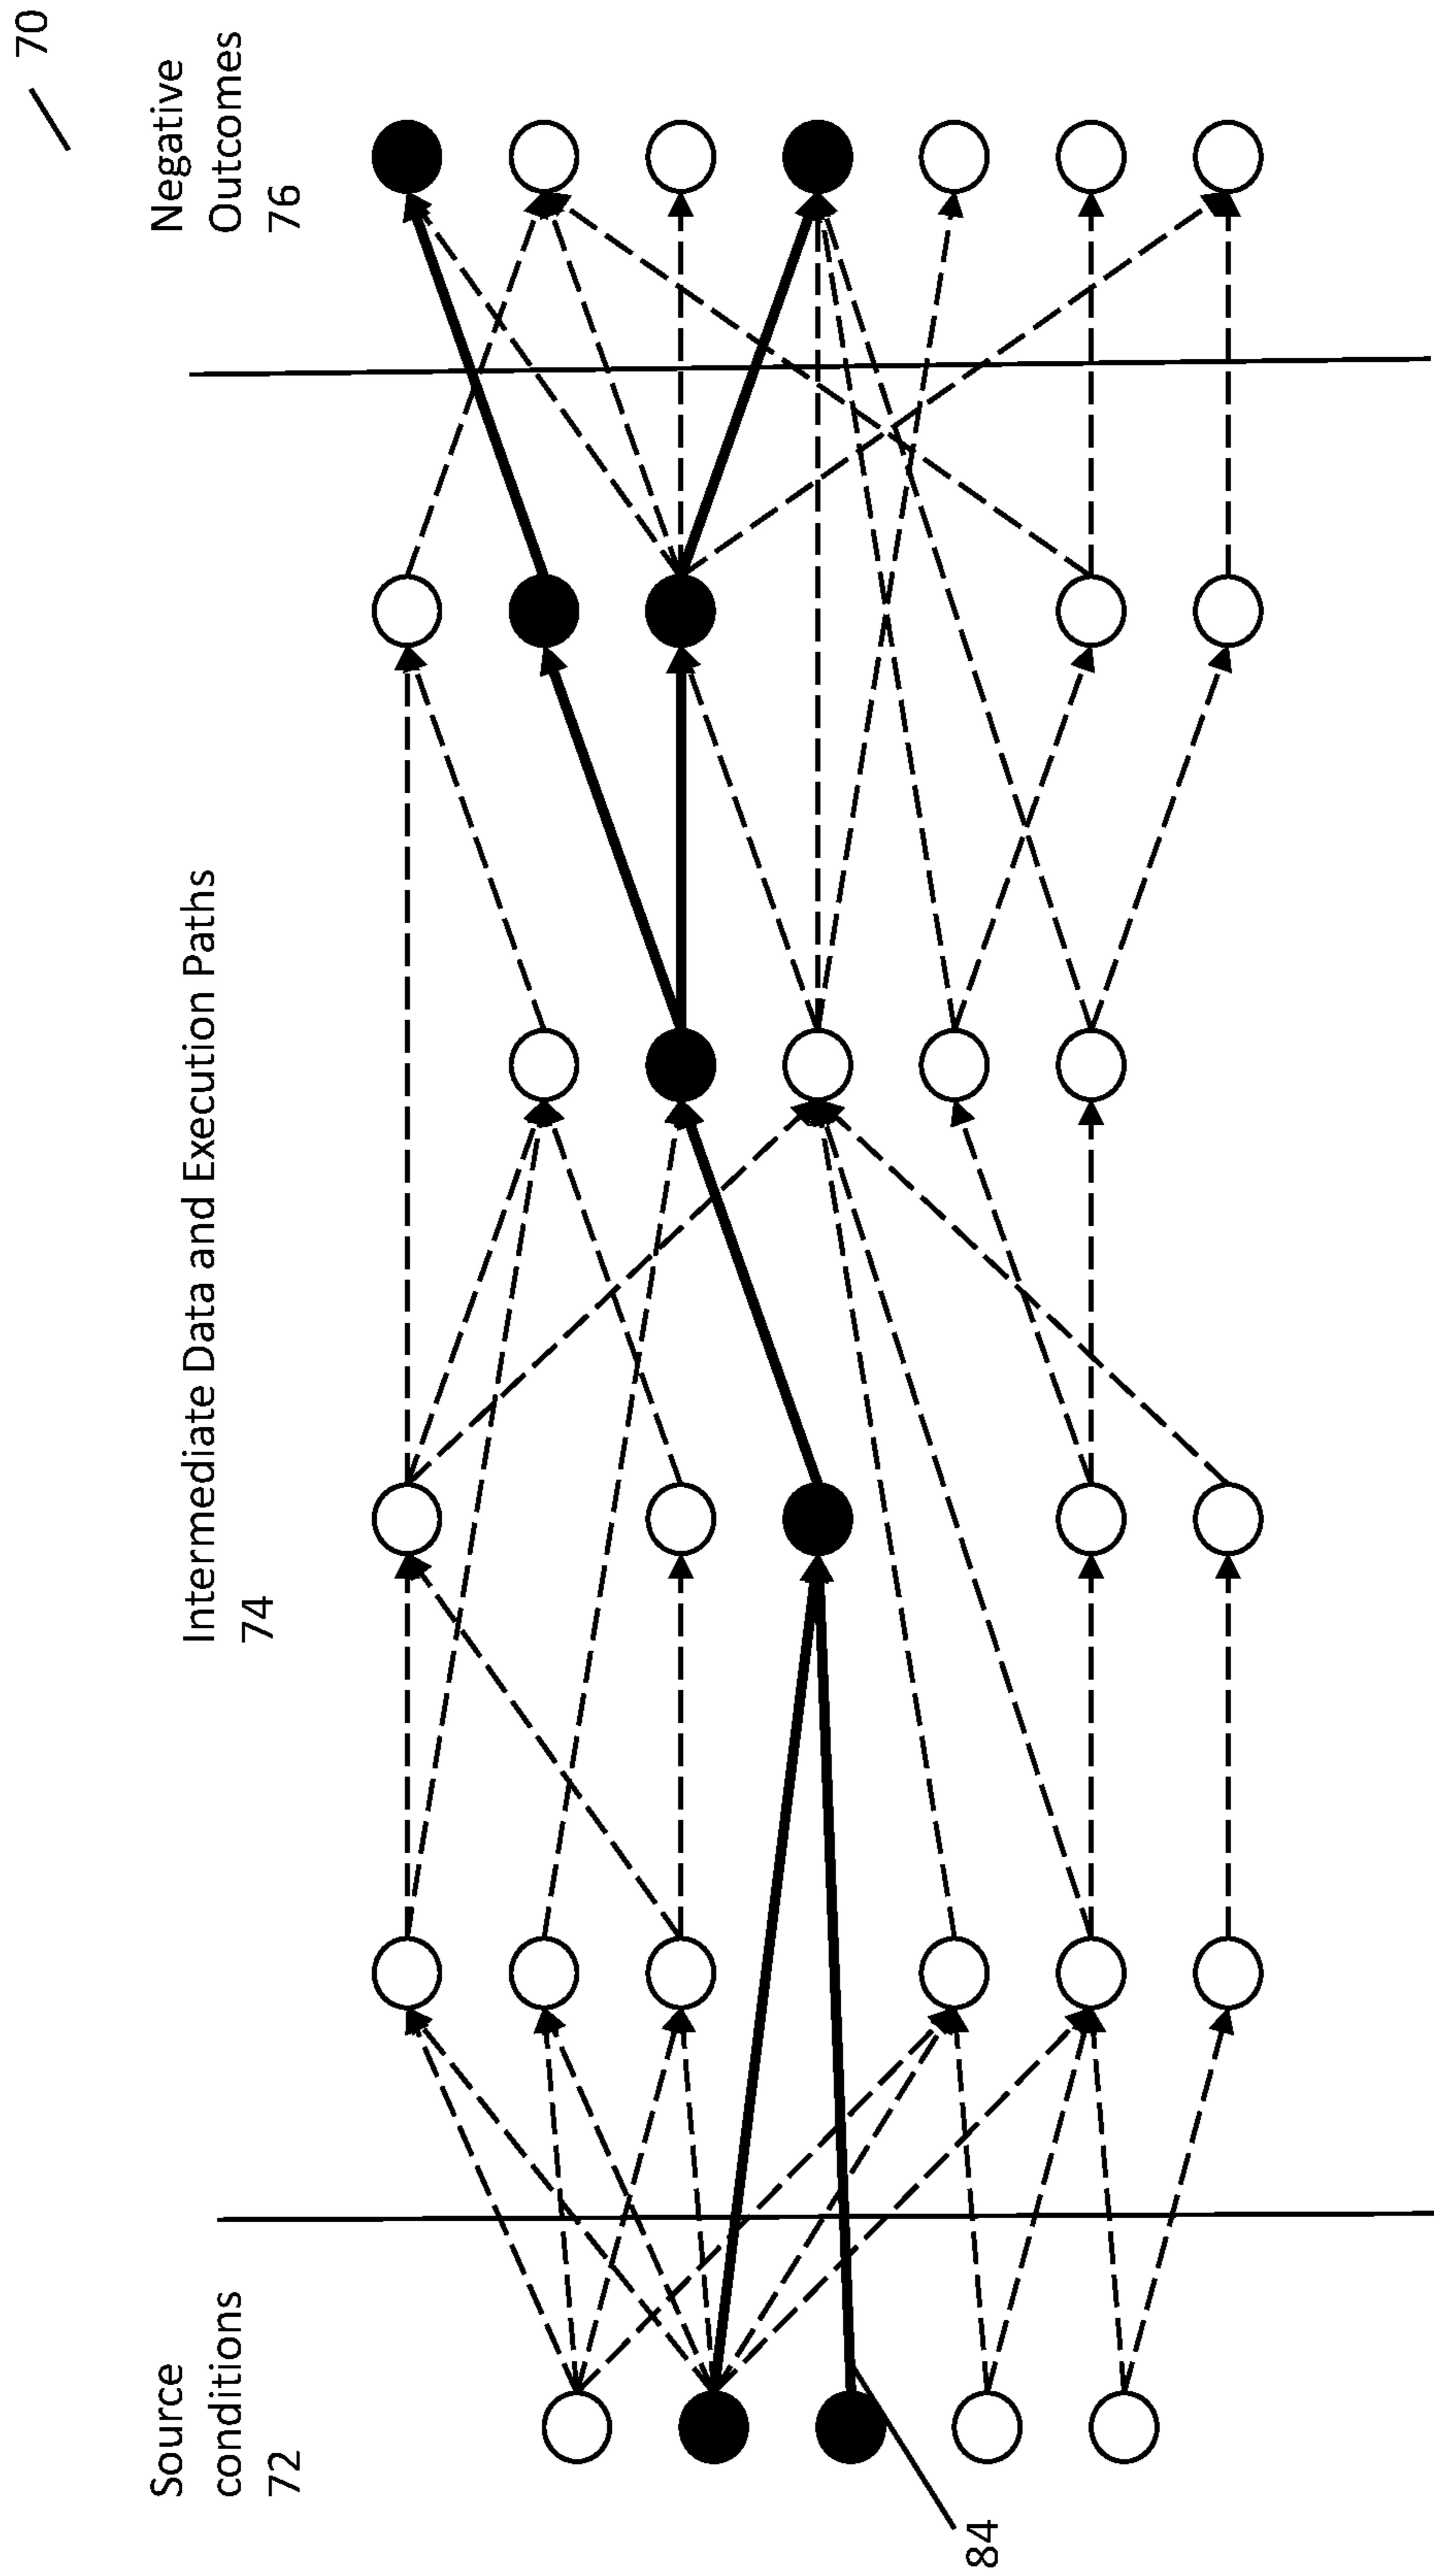 70
Source
conditions
72
Intermediate Data and Execution Paths
74
Negative
Outcomes
76
84